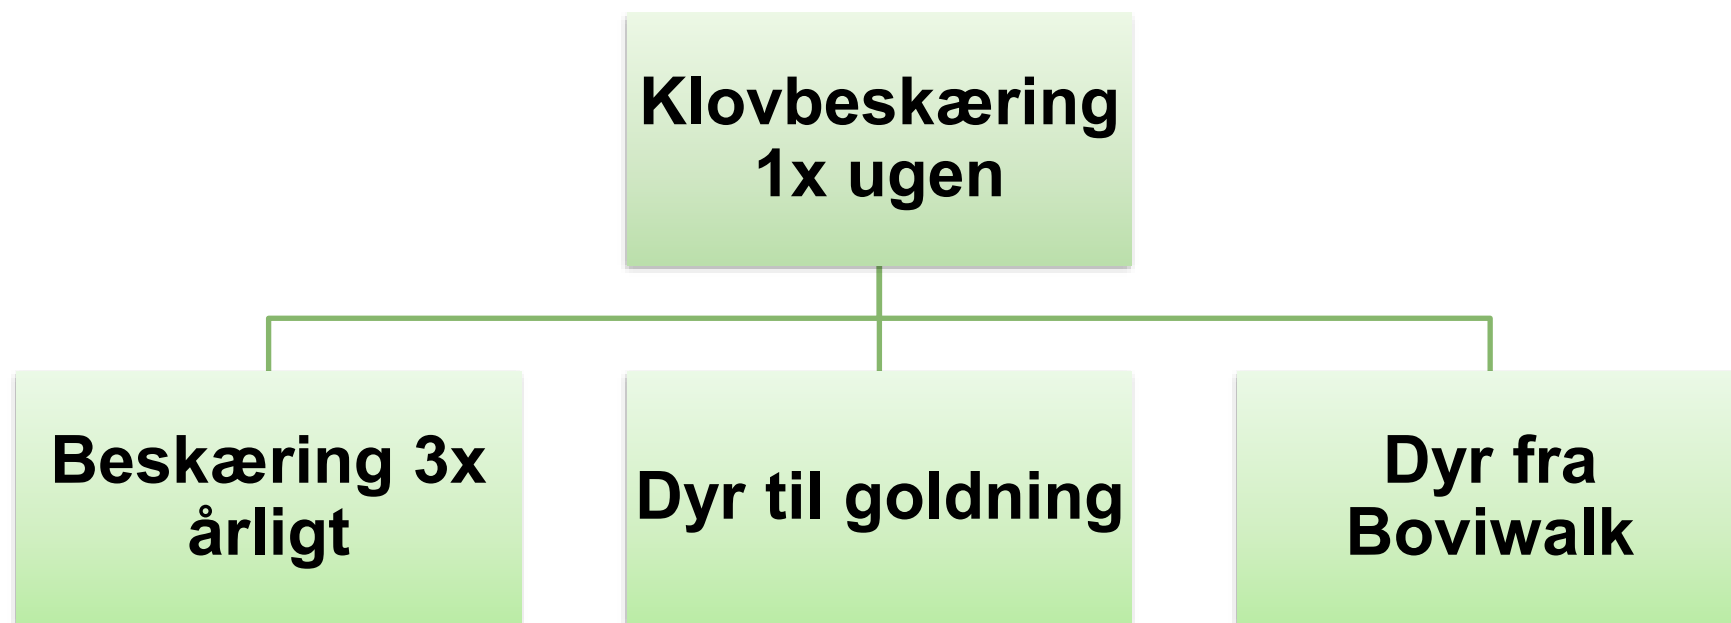 Klovbeskæring
1x ugen
Beskæring 3x
årligt
Dyr til goldning
Dyr fra
Boviwalk